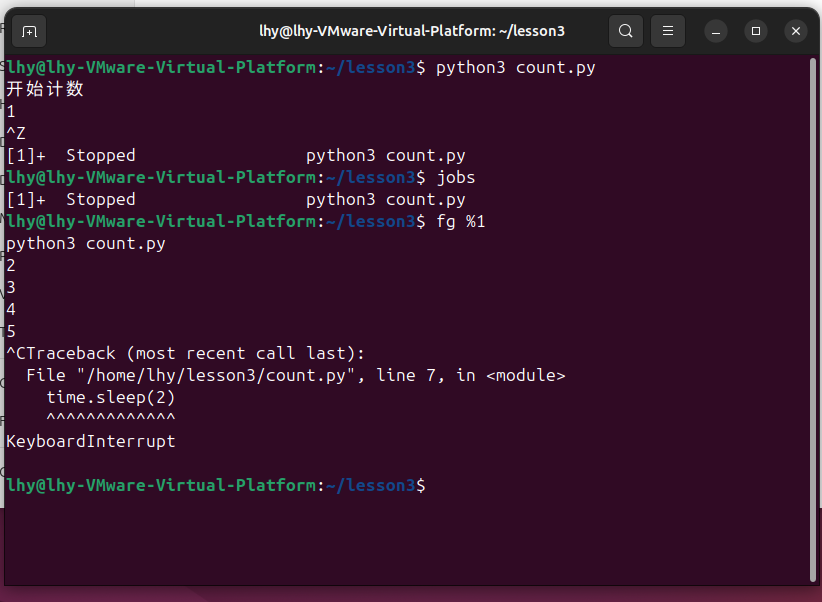 lhy@lhy-VMware-Virtual-Platform: ~/lesson3
lhy@lhy-VMware-Virtual-Platform:~/lesson3$ python3 count.py
开始计数
1
^Z
[1]+  Stopped                 python3 count.py
lhy@lhy-VMware-Virtual-Platform:~/lesson3$ jobs
[1]+  Stopped                 python3 count.py
lhy@lhy-VMware-Virtual-Platform:~/lesson3$ fg %1
python3 count.py
2
3
4
5
^CTraceback (most recent call last):
  File "/home/lhy/lesson3/count.py", line 7, in <module>
    time.sleep(2)
    ^^^^^^^^^^^^^
KeyboardInterrupt
lhy@lhy-VMware-Virtual-Platform:~/lesson3$